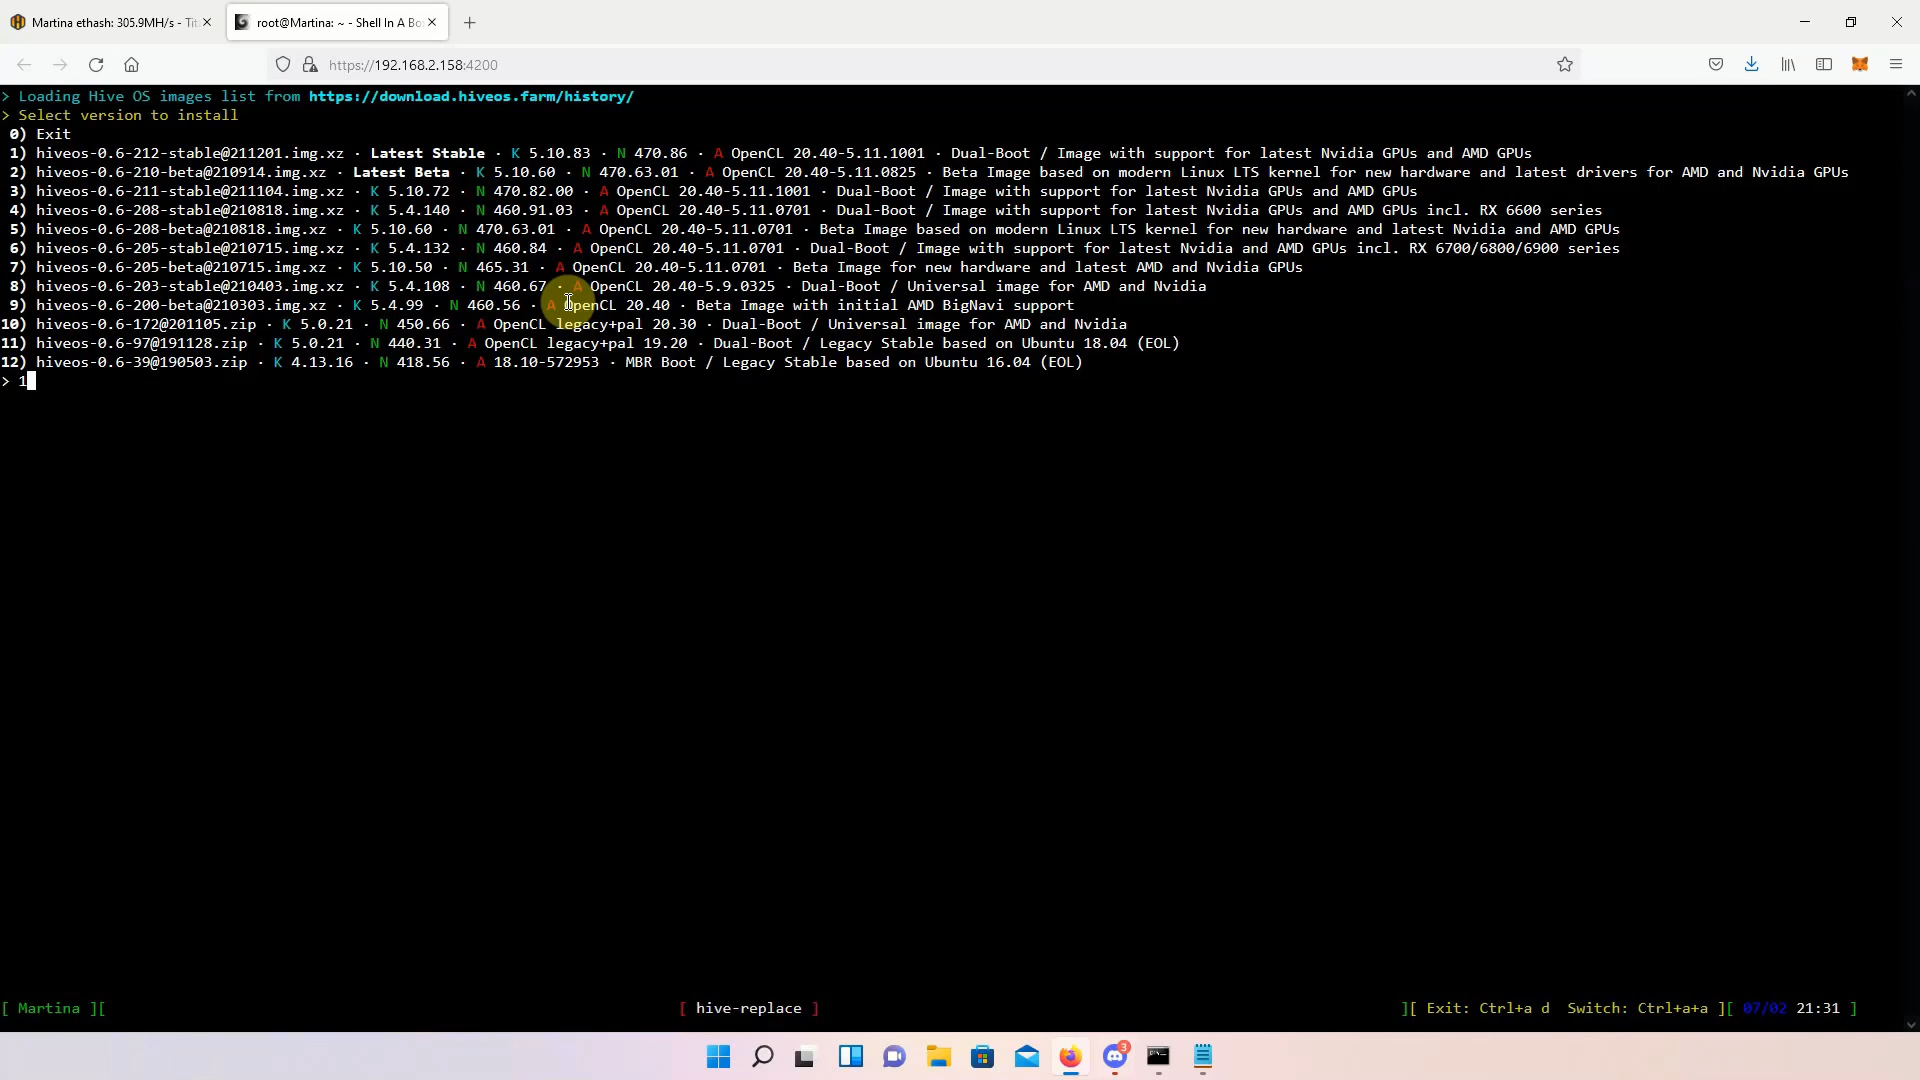 Martina ethash: 305.9MH/s - Tit
root@Martina: ~ - Shell In A Bo
https://192.168.2.158:4200
> Loading Hive OS images list from https://download.hiveos.farm/history/
> Select version to install
0) Exit
1) hiveos-0.6-212-stable@211201.img.xz · Latest Stable · K 5.10.83 · N 470.86 · A OpenCL 20.40-5.11.1001 · Dual-Boot / Image with support for latest Nvidia GPUs and AMD GPUs
2) hiveos-0.6-210-beta@210914.img.xz · Latest Beta · K 5.10.60 · N 470.63.01 · A OpenCL 20.40-5.11.0825 · Beta Image based on modern Linux LTS kernel for new hardware and latest drivers for AMD and Nvidia GPUs
3) hiveos-0.6-211-stable@211104.img.xz · K 5.10.72 · N 470.82.00 · A OpenCL 20.40-5.11.1001 · Dual-Boot / Image with support for latest Nvidia GPUs and AMD GPUs
4) hiveos-0.6-208-stable@210818.img.xz · K 5.4.140 · N 460.91.03 · A OpenCL 20.40-5.11.0701 · Dual-Boot / Image with support for latest Nvidia GPUs and AMD GPUs incl. RX 6600 series
5) hiveos-0.6-208-beta@210818.img.xz · K 5.10.60 · N 470.63.01 · A OpenCL 20.40-5.11.0701 · Beta Image based on modern Linux LTS kernel for new hardware and latest Nvidia and AMD GPUs
6) hiveos-0.6-205-stable@210715.img.xz · K 5.4.132 · N 460.84 · A OpenCL 20.40-5.11.0701 · Dual-Boot / Image with support for latest Nvidia and AMD GPUs incl. RX 6700/6800/6900 series
7) hiveos-0.6-205-beta@210715.img.xz · K 5.10.50 · N 465.31 · A OpenCL 20.40-5.11.0701 · Beta Image for new hardware and latest AMD and Nvidia GPUs
8) hiveos-0.6-203-stable@210403.img.xz · K 5.4.108 · N 460.67 · A OpenCL 20.40-5.9.0325 · Dual-Boot / Universal image for AMD and Nvidia
9) hiveos-0.6-200-beta@210303.img.xz · K 5.4.99 · N 460.56 · A OpenCL 20.40 · Beta Image with initial AMD BigNavi support
10) hiveos-0.6-172@201105.zip · K 5.0.21 · N 450.66 · A OpenCL legacy+pal 20.30 · Dual-Boot / Universal image for AMD and Nvidia
11) hiveos-0.6-97@191128.zip · K 5.0.21 · N 440.31 · A OpenCL legacy+pal 19.20 · Dual-Boot / Legacy Stable based on Ubuntu 18.04 (EOL)
12) hiveos-0.6-39@190503.zip · K 4.13.16 · N 418.56 · A 18.10-572953 · MBR Boot / Legacy Stable based on Ubuntu 16.04 (EOL)
> 1
[ Martina ][ [ hive-replace ] ][ Exit: Ctrl+a d Switch: Ctrl+a+a ][ 07/02 21:31 ]
3